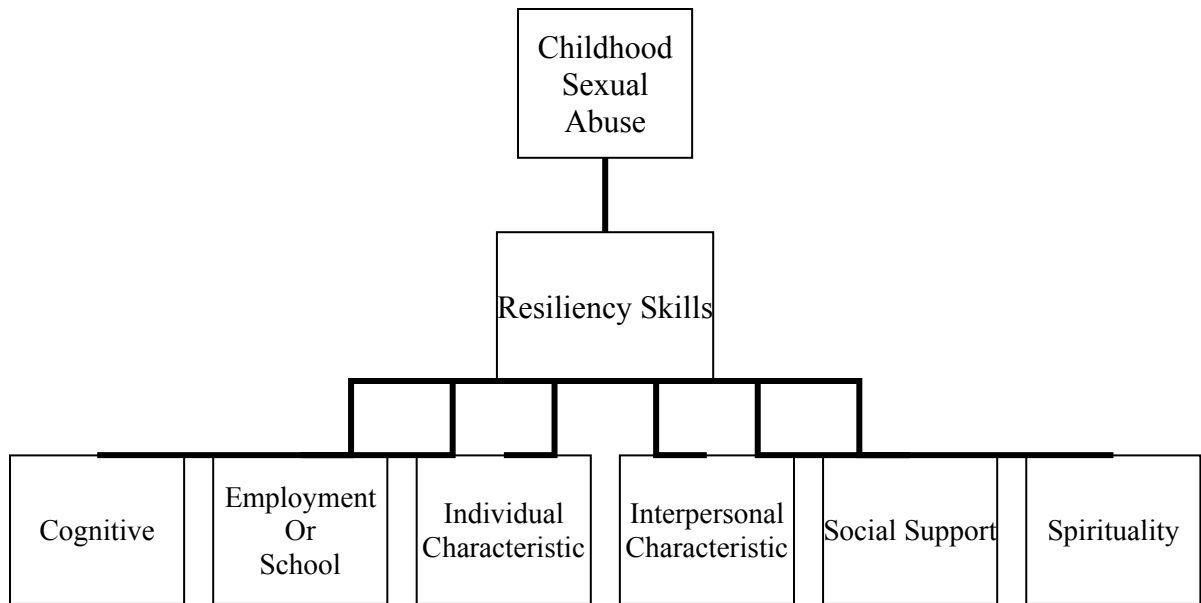 Childhood
Sexual
Abuse
Resiliency Skills
Cognitive
Employment
Or
School
Individual
Characteristic
Interpersonal
Characteristic
Social Support
Spirituality